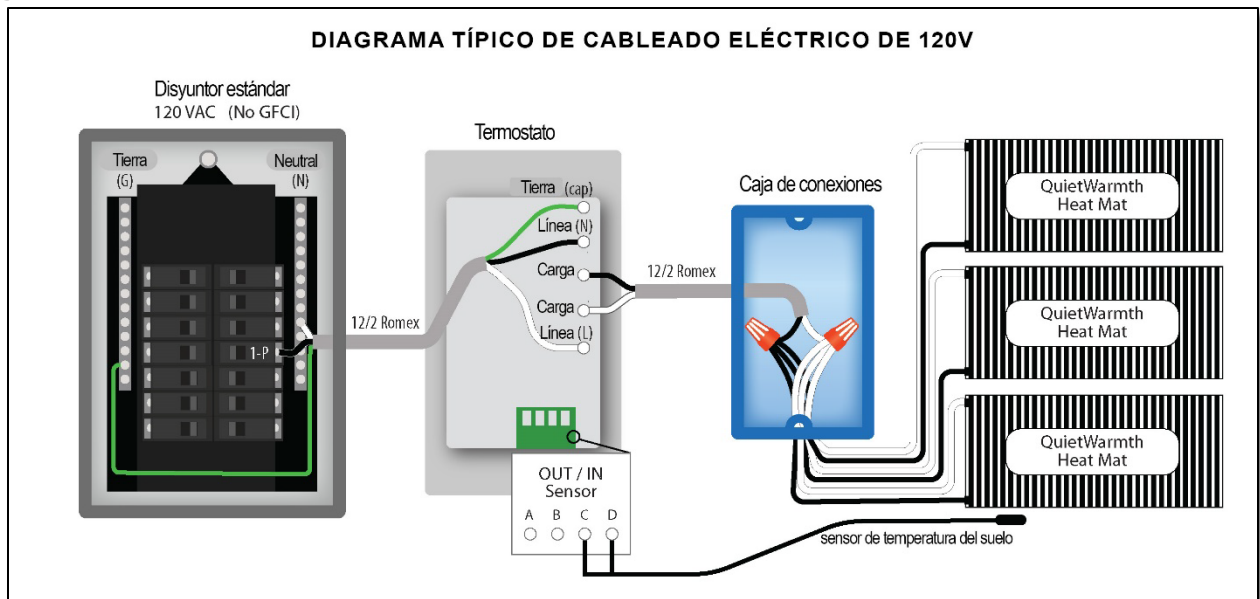 DIAGRAMA TÍPICO DE CABLEADO ELÉCTRICO DE 120V
Disyuntor estándar
120 VAC (No GFCI)
Tierra
(G)
Neutral
(N)
1-P
12/2 Romex
Termostato
Tierra (cap)
Línea (N)
Carga
Carga
Línea (L)
OUT / IN
Sensor
A B C D
12/2 Romex
Caja de conexiones
QuietWarmth
Heat Mat
QuietWarmth
Heat Mat
QuietWarmth
Heat Mat
sensor de temperatura del suelo